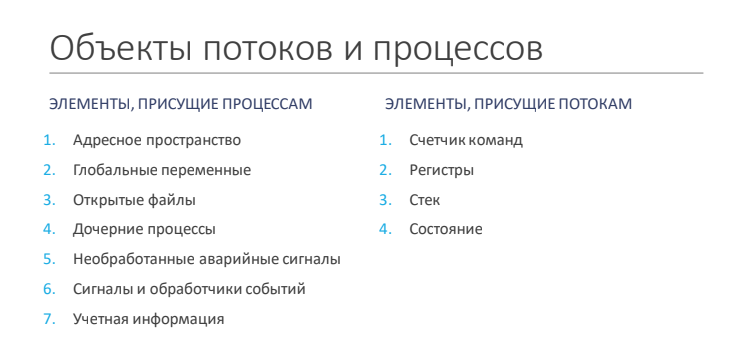 Объекты потоков и процессов
ЭЛЕМЕНТЫ, ПРИСУЩИЕ ПРОЦЕССАМ
1. Адресное пространство
2. Глобальные переменные
3. Открытые файлы
4. Дочерние процессы
5. Необработанные аварийные сигналы
6. Сигналы и обработчики событий
7. Учетная информация
ЭЛЕМЕНТЫ, ПРИСУЩИЕ ПОТОКАМ
1. Счетчик команд
2. Регистры
3. Стек
4. Состояние